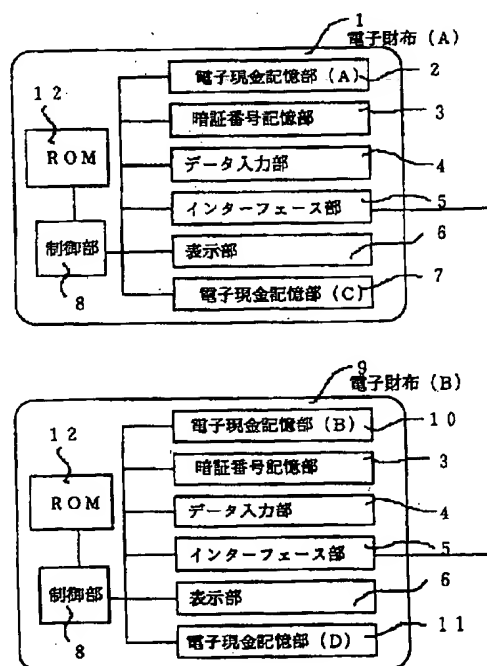 1
電子財布(A)
電子現金記憶部(A) 2
12
暗証番号記憶部 3
ROM
データ入力部 4
インターフェース部 5
制御部
表示部 6
8
電子現金記憶部(C) 7
9
電子財布(B)
電子現金記憶部(B) 10
12
暗証番号記憶部 3
ROM
データ入力部 4
インターフェース部 5
制御部
表示部 6
8
電子現金記憶部(D) 11